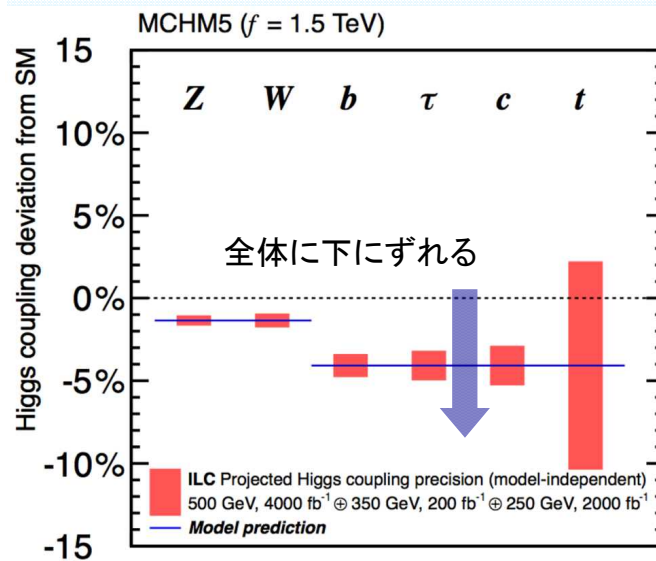 MCHM5 (f = 1.5 TeV)
Higgs coupling deviation from SM
15
10%
5%
0%
-5%
-10%
-15
Z W b τ c t
全体に下にずれる
ILC Projected Higgs coupling precision (model-independent)
500 GeV, 4000 fb⁻¹ ⊕ 350 GeV, 200 fb⁻¹ ⊕ 250 GeV, 2000 fb⁻¹
Model prediction